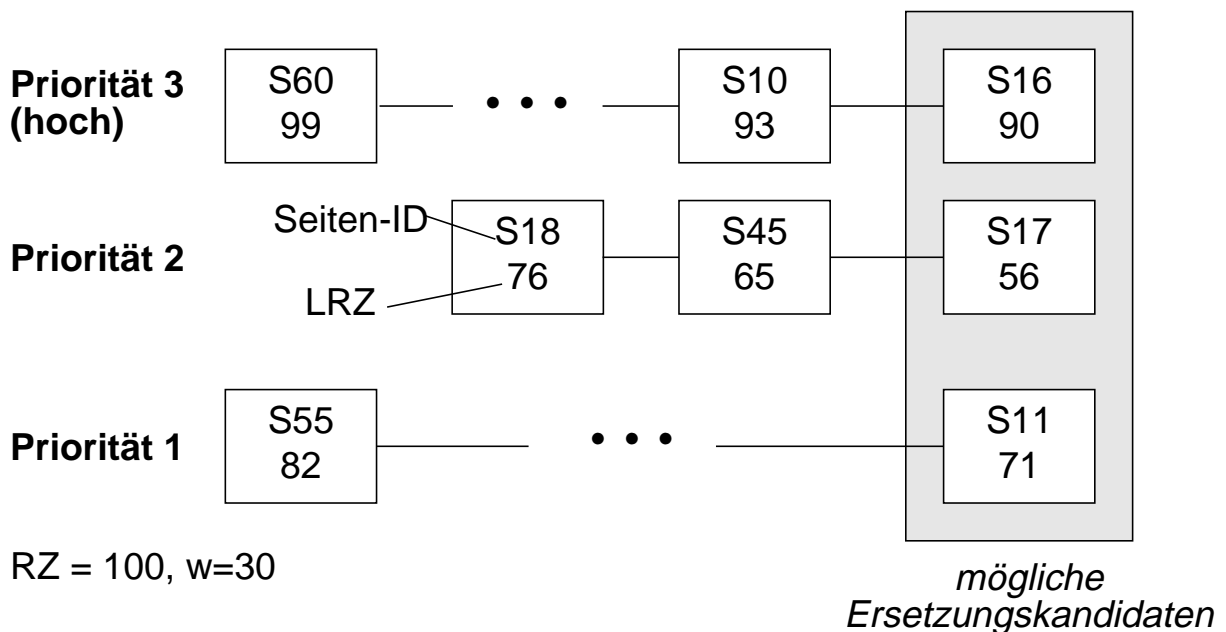 Priorität 3
(hoch)
S60
99
• • •
S10
93
S16
90
Priorität 2
Seiten-ID
LRZ
S18
76
S45
65
S17
56
Priorität 1
S55
82
• • •
S11
71
RZ = 100, w=30
mögliche
Ersetzungskandidaten